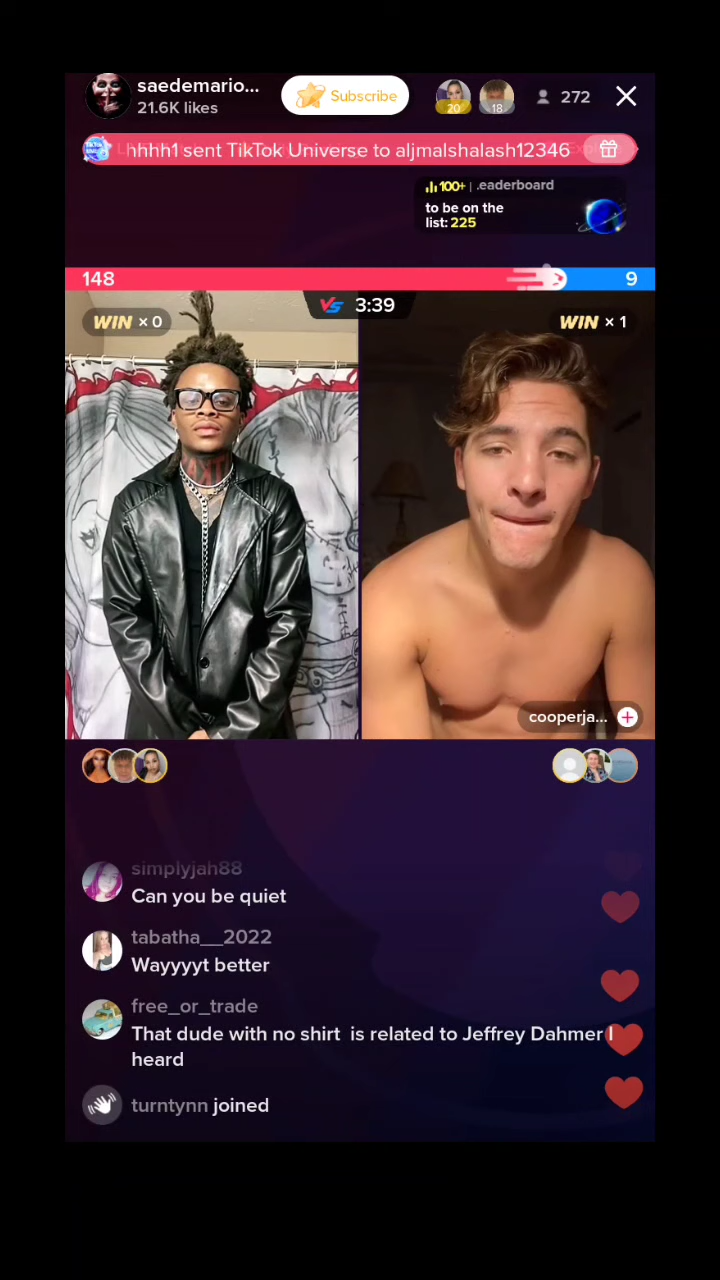 saedemario...
21.6K likes
Subscribe
20
18
272
hhhh1 sent TikTok Universe to aljmalshalash12346
100+ | .eaderboard
to be on the
list: 225
148
9
VS 3:39
WIN × 0
WIN × 1
cooperja...
simplyjah88
Can you be quiet
tabatha__2022
Wayyyyt better
free_or_trade
That dude with no shirt is related to Jeffrey Dahmer I
heard
turntynn joined